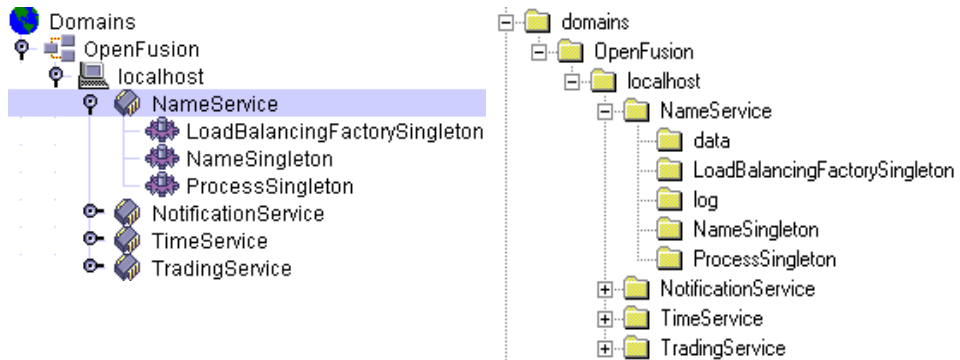 Domains
OpenFusion
localhost
NameService
LoadBalancingFactorySingleton
NameSingleton
ProcessSingleton
NotificationService
TimeService
TradingService
domains
OpenFusion
localhost
NameService
data
LoadBalancingFactorySingleton
log
NameSingleton
ProcessSingleton
NotificationService
TimeService
TradingService